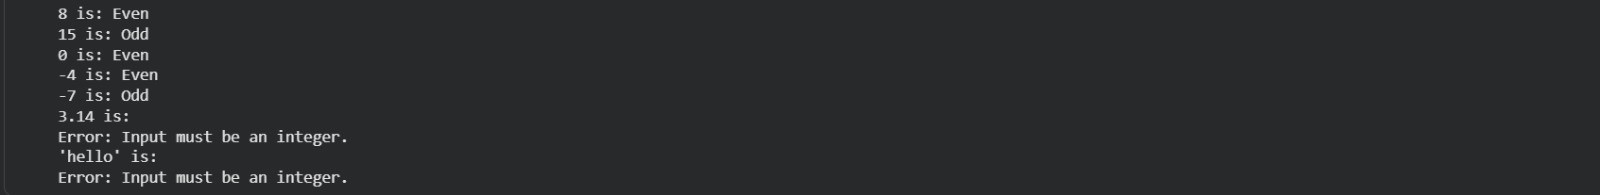 8 is: Even
15 is: Odd
0 is: Even
-4 is: Even
-7 is: Odd
3.14 is:
Error: Input must be an integer.
'hello' is:
Error: Input must be an integer.